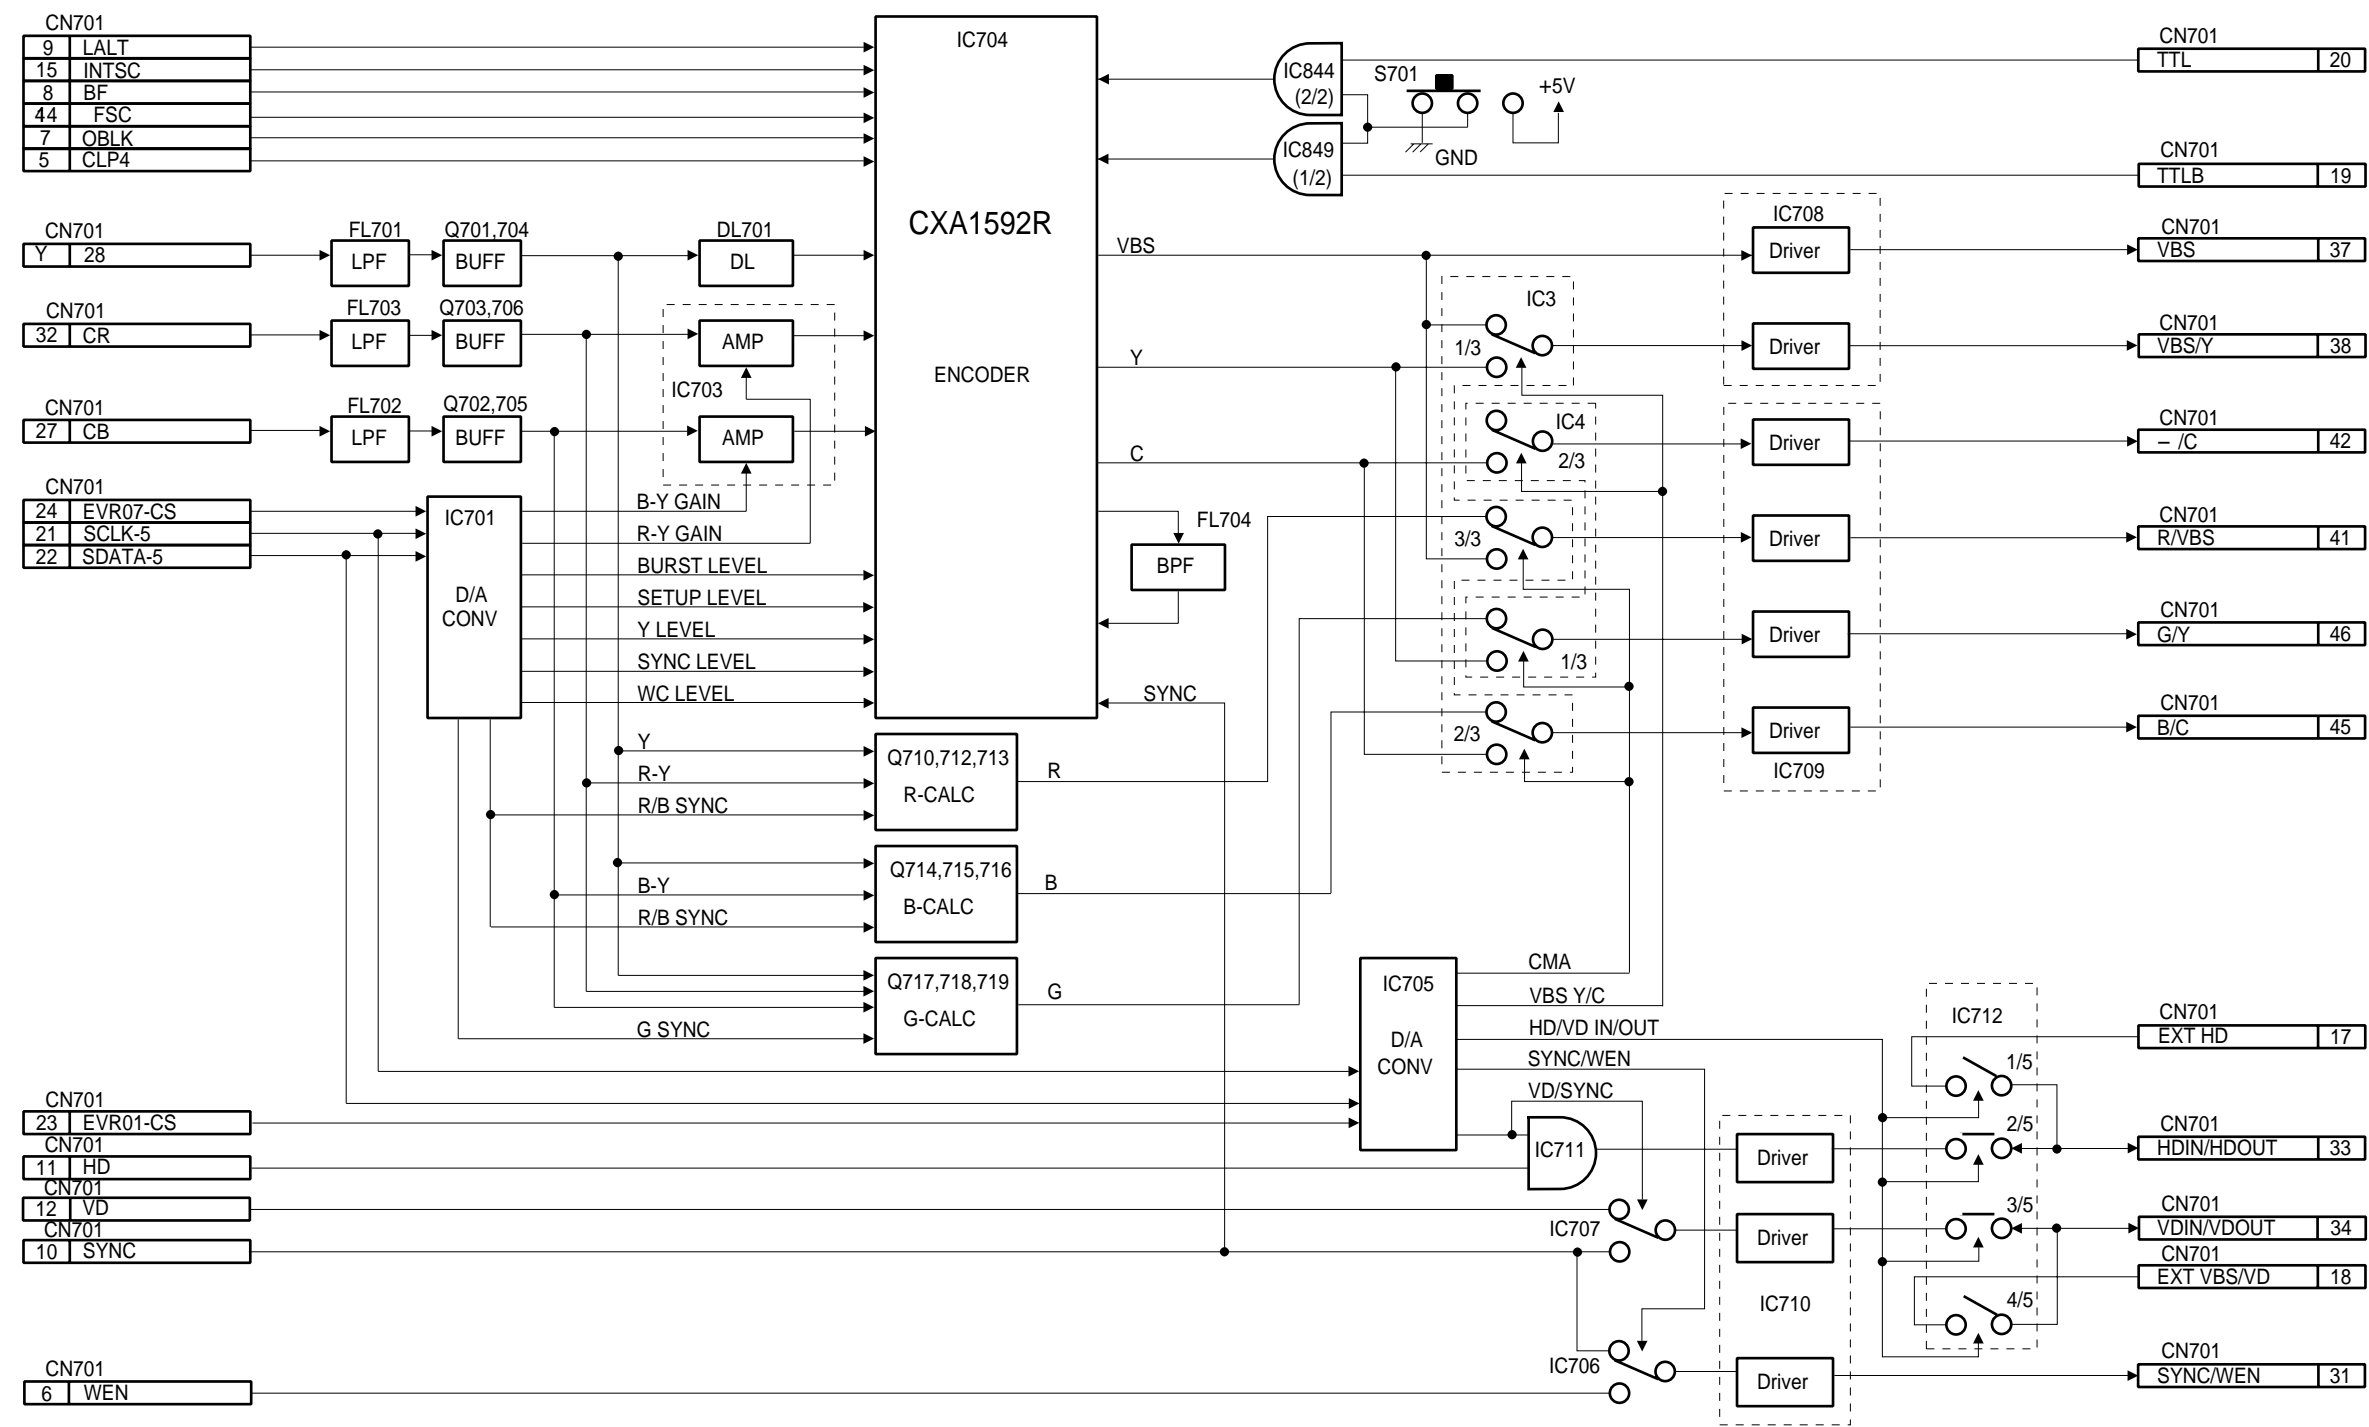 CN701
9 LALT
15 INTSC
8 BF
44 FSC
7 OBLK
5 CLP4
CN701
Y 28
FL701
LPF
Q701,704
BUFF
DL701
DL
CN701
32 CR
FL703
LPF
Q703,706
BUFF
AMP
IC703
CN701
27 CB
FL702
LPF
Q702,705
BUFF
AMP
CN701
24 EVR07-CS
21 SCLK-5
22 SDATA-5
IC701
D/A
CONV
B-Y GAIN
R-Y GAIN
BURST LEVEL
SETUP LEVEL
Y LEVEL
SYNC LEVEL
WC LEVEL
IC704
CXA1592R
ENCODER
Y
R-Y
R/B SYNC
Q710,712,713
R-CALC
R
B-Y
R/B SYNC
Q714,715,716
B-CALC
B
G SYNC
Q717,718,719
G-CALC
G
VBS
Y
C
FL704
BPF
SYNC
IC844
(2/2)
IC849
(1/2)
S701
+5V
GND
IC3
1/3
IC4
2/3
3/3
1/3
2/3
IC708
Driver
Driver
Driver
Driver
Driver
Driver
IC709
CN701
TTL 20
CN701
TTLB 19
CN701
VBS 37
CN701
VBS/Y 38
CN701
– /C 42
CN701
R/VBS 41
CN701
G/Y 46
CN701
B/C 45
CN701
23 EVR01-CS
CN701
11 HD
CN701
12 VD
CN701
10 SYNC
CN701
6 WEN
IC705
D/A
CONV
CMA
VBS Y/C
HD/VD IN/OUT
SYNC/WEN
VD/SYNC
IC711
IC707
IC706
Driver
Driver
IC710
Driver
IC712
1/5
2/5
3/5
4/5
CN701
EXT HD 17
CN701
HDIN/HDOUT 33
CN701
VDIN/VDOUT 34
CN701
EXT VBS/VD 18
CN701
SYNC/WEN 31